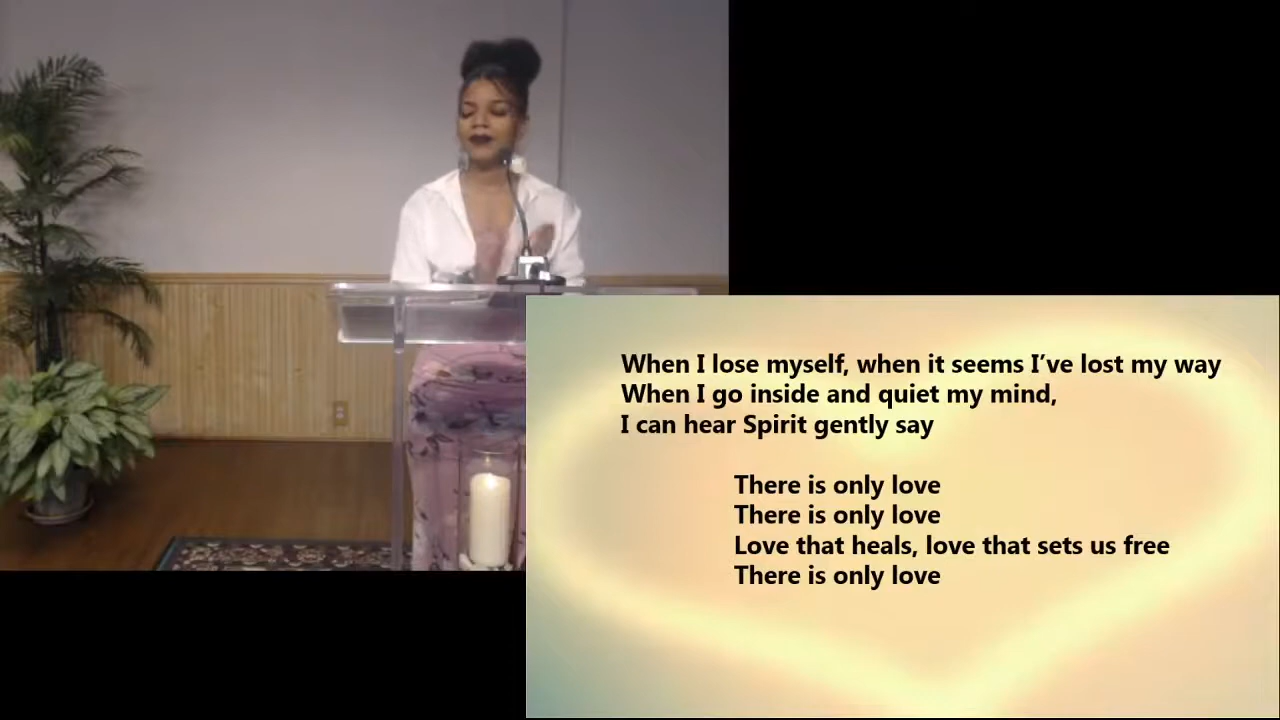 When I lose myself, when it seems I’ve lost my way
When I go inside and quiet my mind,
I can hear Spirit gently say
There is only love
There is only love
Love that heals, love that sets us free
There is only love